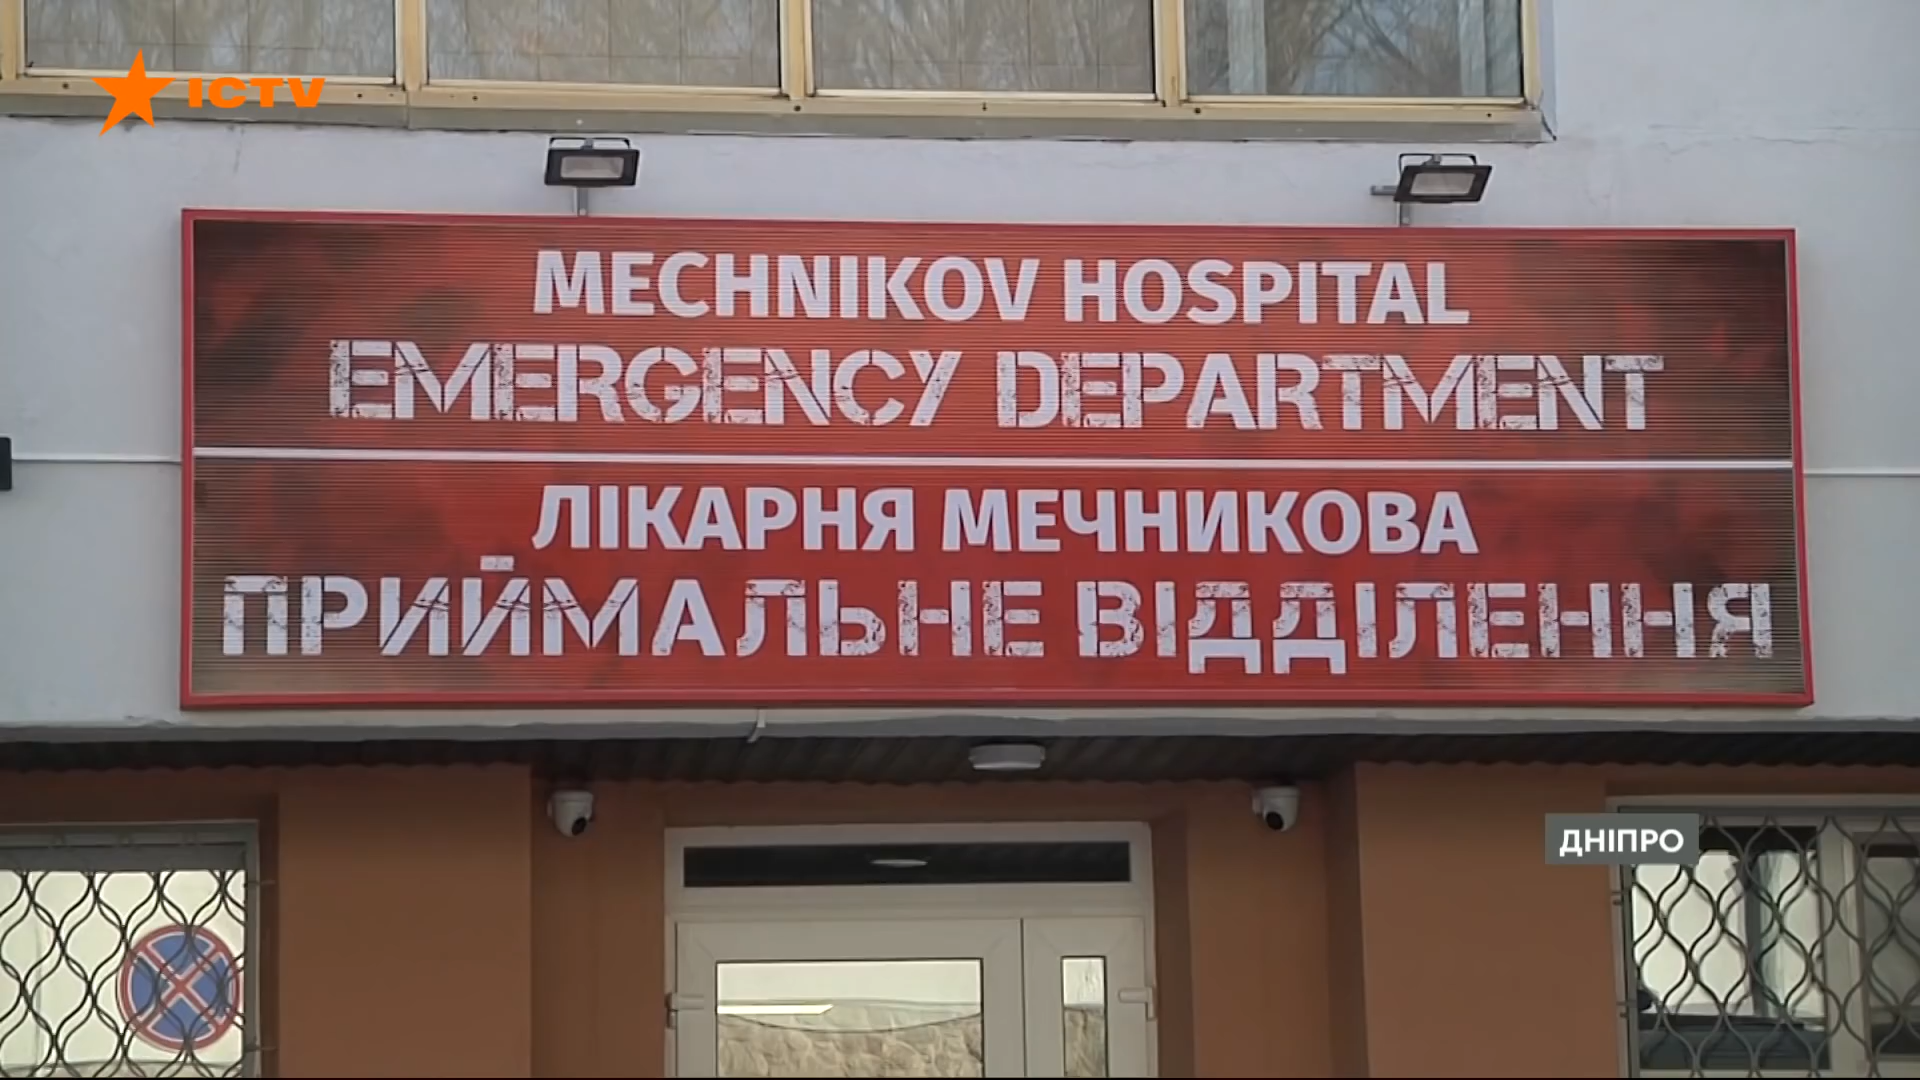 ICTV
MECHNIKOV HOSPITAL
EMERGENCY DEPARTMENT
ЛІКАРНЯ МЕЧНИКОВА
ПРИЙМАЛЬНЕ ВІДДІЛЕННЯ
ДНІПРО